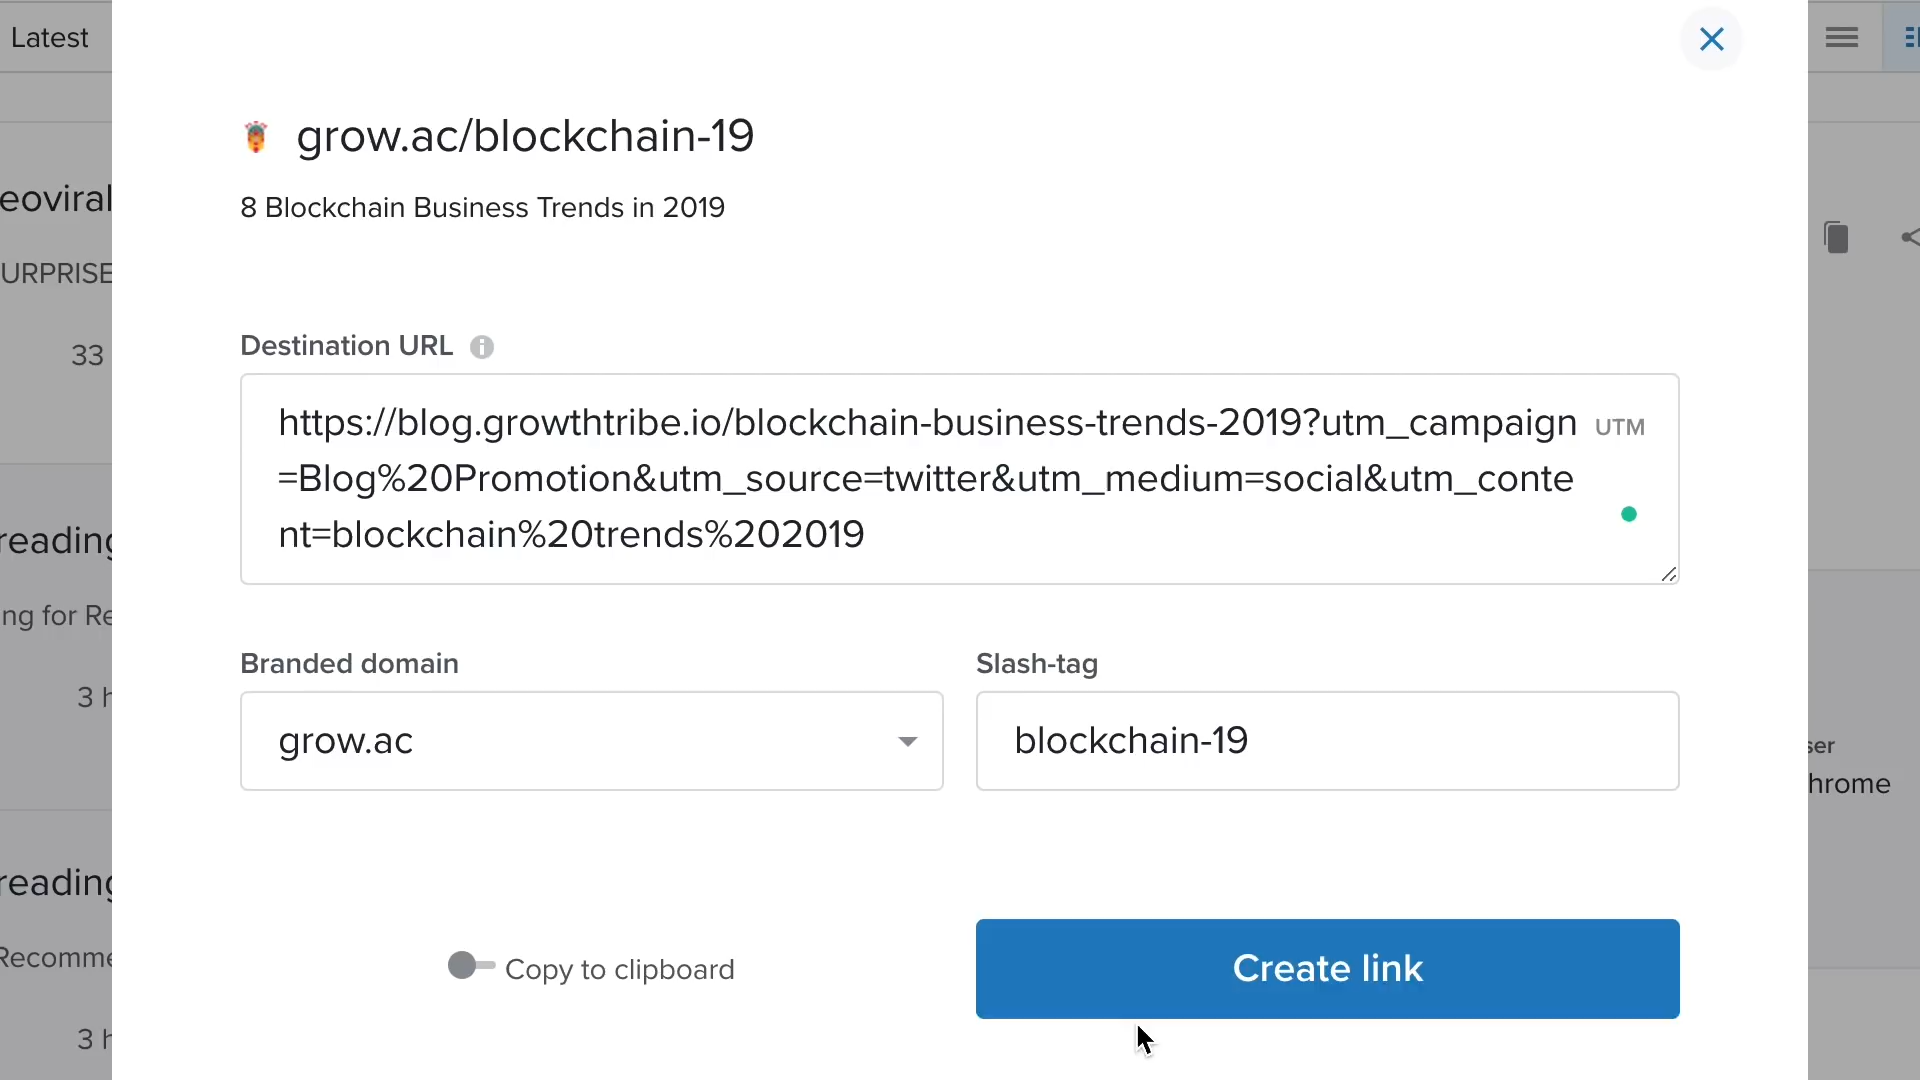 Latest
grow.ac/blockchain-19
8 Blockchain Business Trends in 2019
eoviral
URPRISE
33
Destination URL
https://blog.growthtribe.io/blockchain-business-trends-2019?utm_campaign
UTM
=Blog%20Promotion&utm_source=twitter&utm_medium=social&utm_conte
nt=blockchain%20trends%202019
reading
ng for Re
3 h
Branded domain
Slash-tag
grow.ac
blockchain-19
ser
hrome
reading
Recomme
3 h
Copy to clipboard
Create link